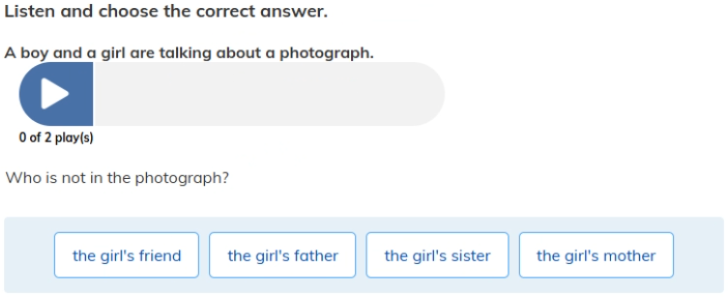 Listen and choose the correct answer.
A boy and a girl are talking about a photograph.
0 of 2 play(s)
Who is not in the photograph?
the girl's friend the girl's father the girl's sister the girl's mother